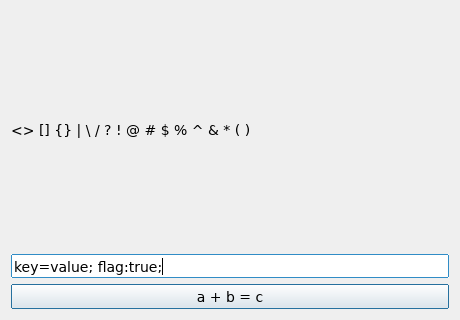 <> [] {} | \ / ? ! @ # $ % ^ & * ( )
key=value; flag:true;
a + b = c